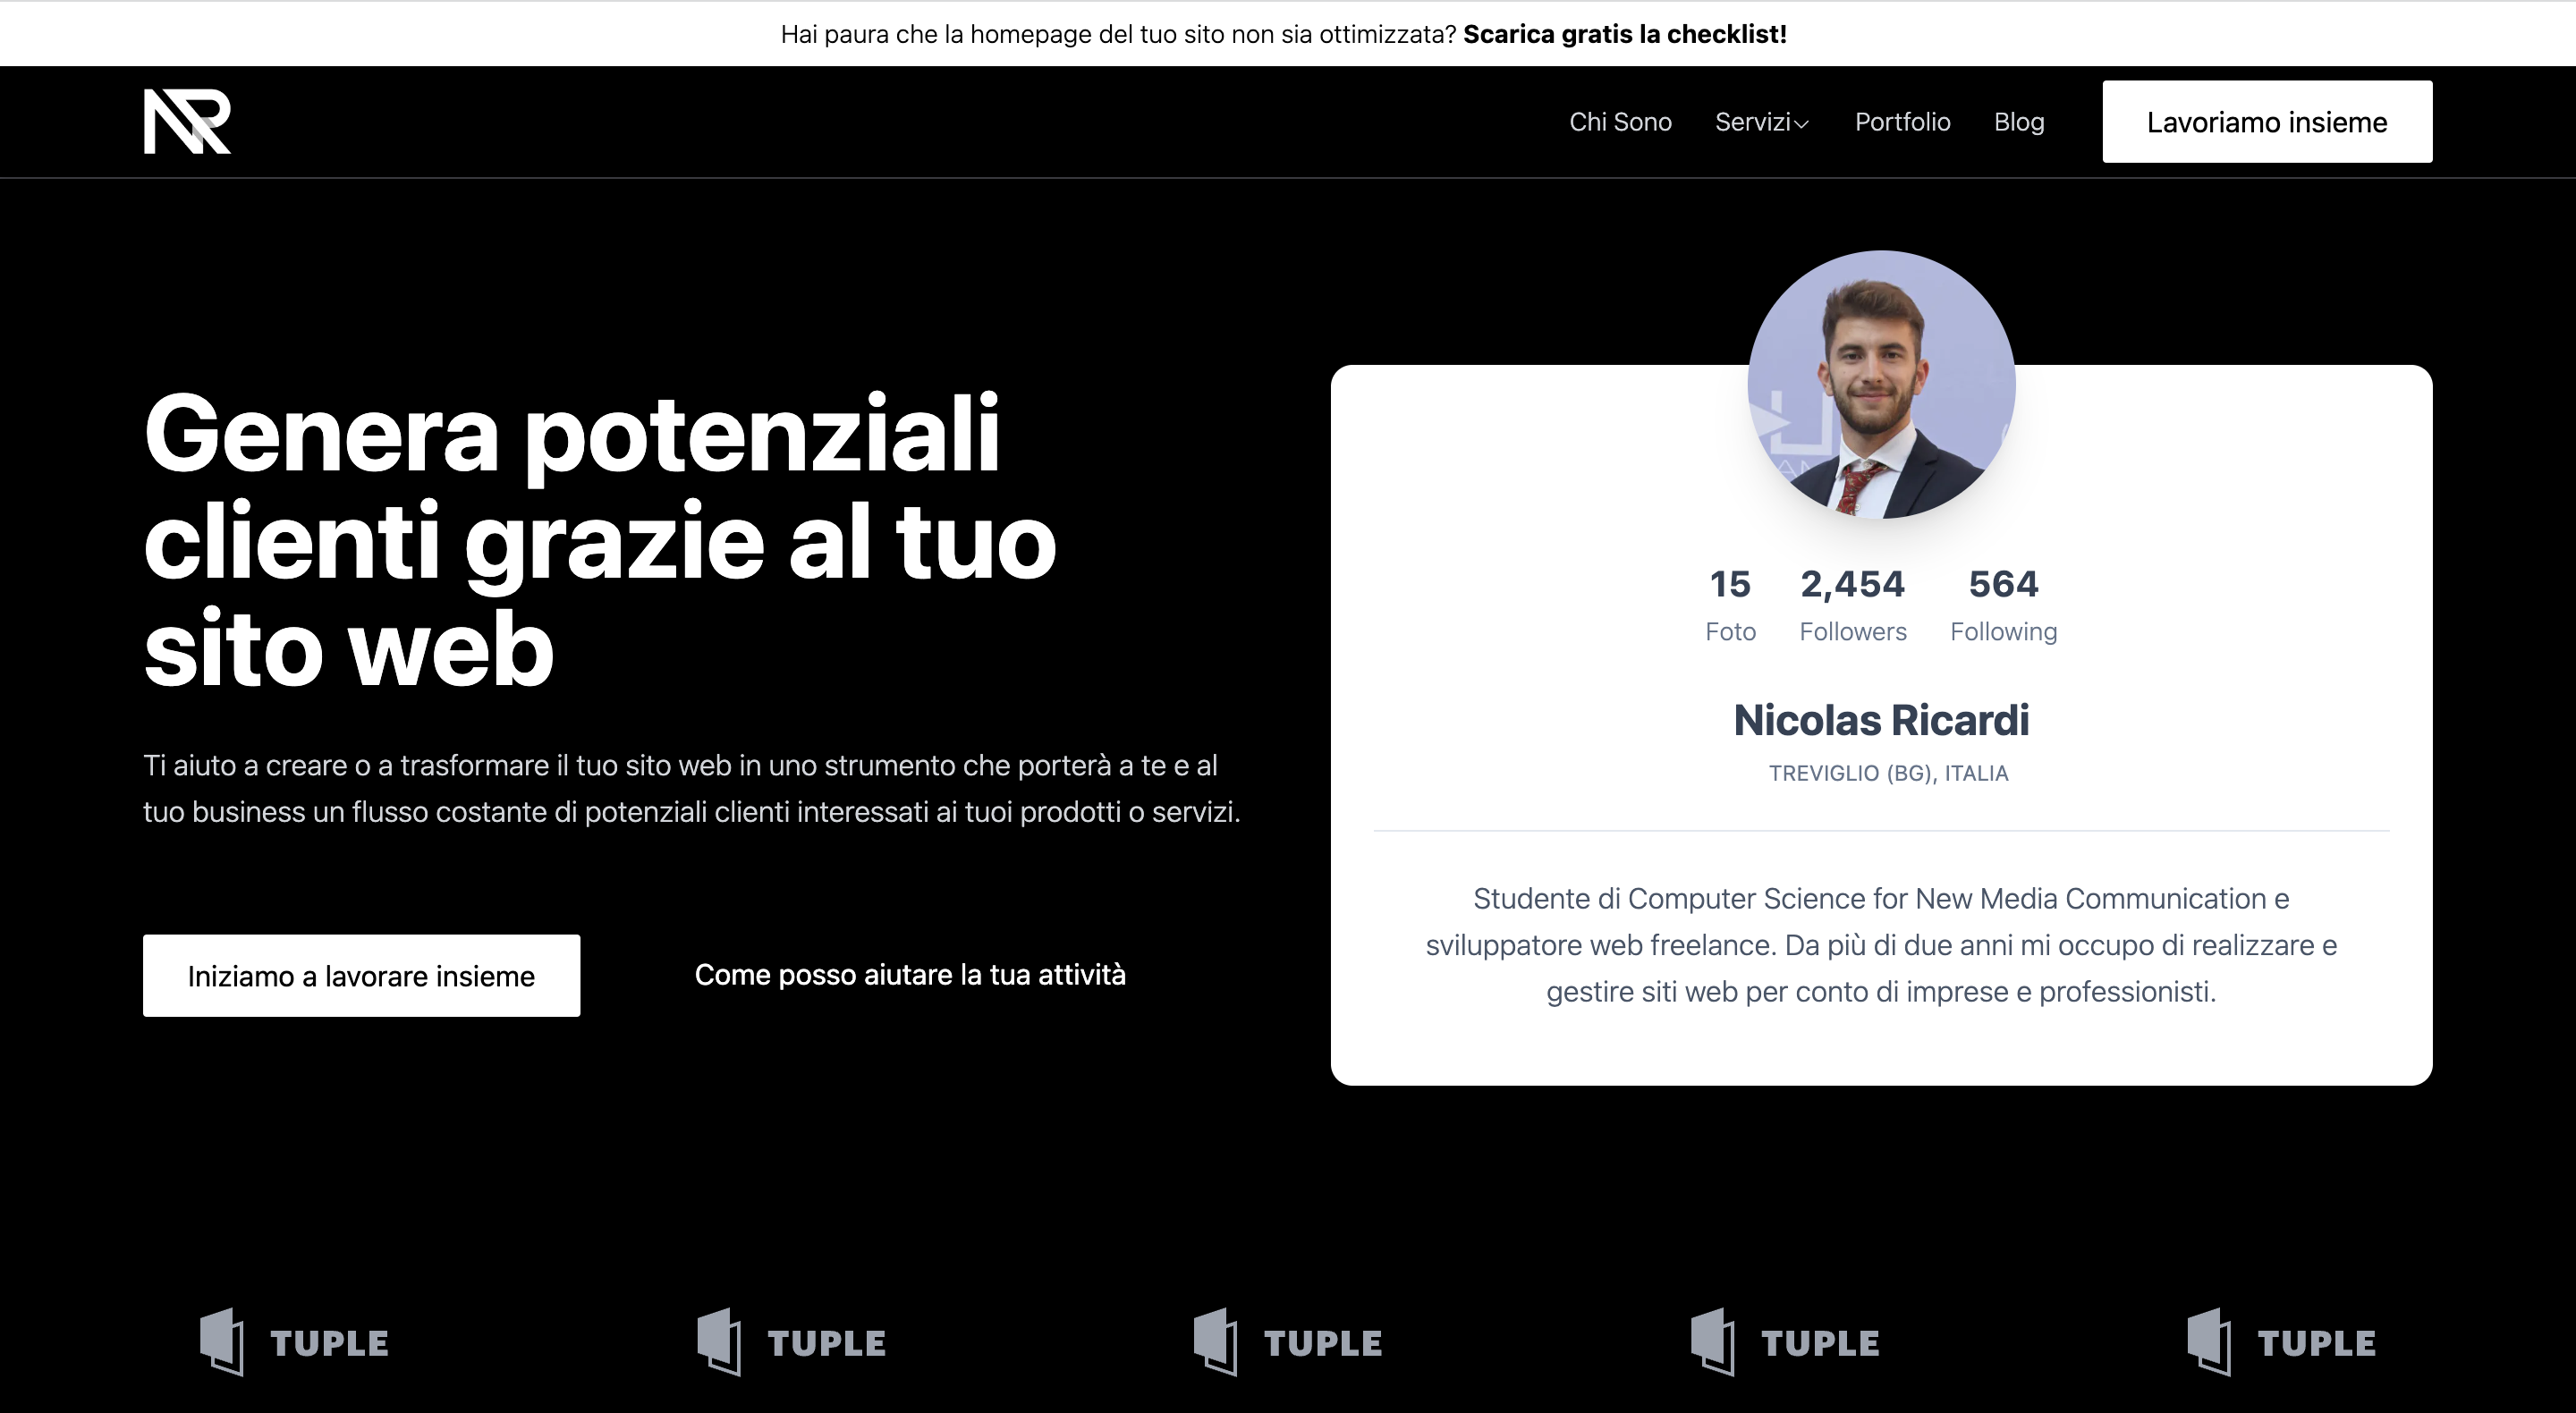 Hai paura che la homepage del tuo sito non sia ottimizzata? Scarica gratis la checklist!
NR
Chi Sono
Servizi
Portfolio
Blog
Lavoriamo insieme
Genera potenziali
clienti grazie al tuo
sito web
Ti aiuto a creare o a trasformare il tuo sito web in uno strumento che porterà a te e al
tuo business un flusso costante di potenziali clienti interessati ai tuoi prodotti o servizi.
Iniziamo a lavorare insieme
Come posso aiutare la tua attività
15
Foto
2,454
Followers
564
Following
Nicolas Ricardi
TREVIGLIO (BG), ITALIA
Studente di Computer Science for New Media Communication e
sviluppatore web freelance. Da più di due anni mi occupo di realizzare e
gestire siti web per conto di imprese e professionisti.
TUPLE
TUPLE
TUPLE
TUPLE
TUPLE